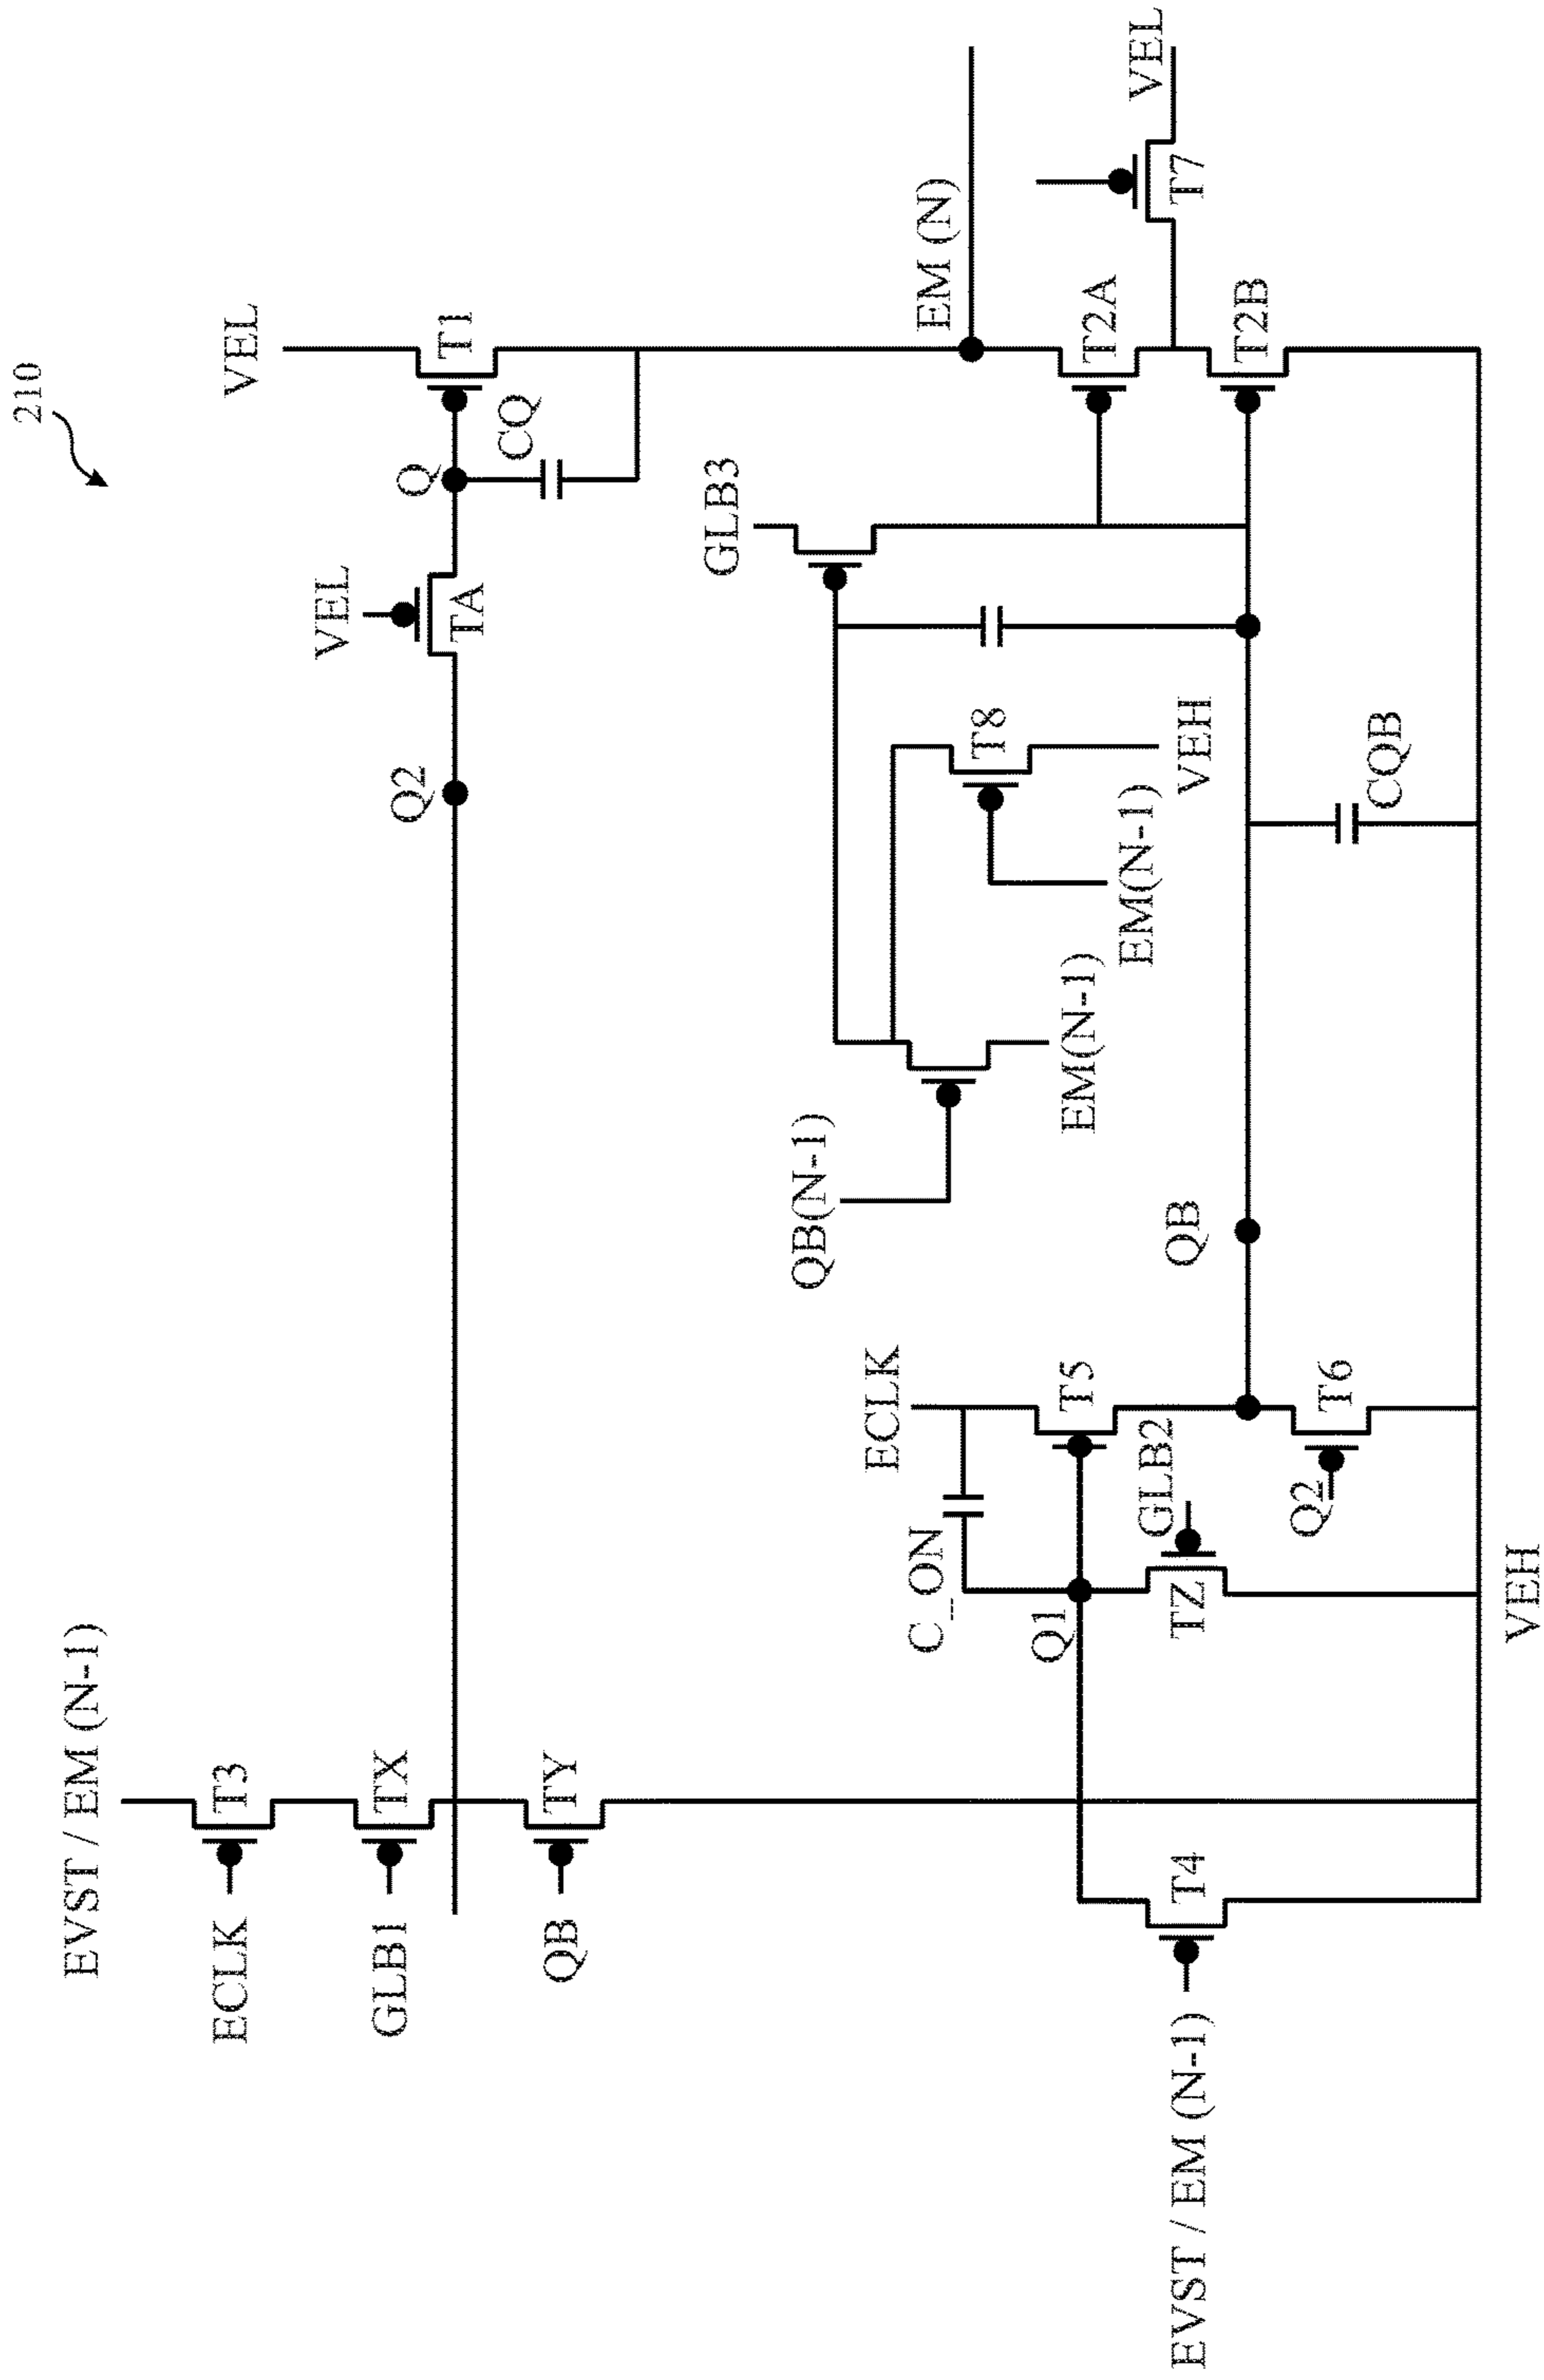 210
EVST / EM (N-1)
ECLK
T3
GLB1
TX
QB
TY
EVST / EM (N-1)
T4
Q2
VEL
TA
Q
CQ
VEL
T1
EM (N)
C_ON
Q1
TZ
GLB2
ECLK
T5
Q2
T6
QB
QB(N-1)
EM(N-1)
T8
EM(N-1)
VEH
GLB3
CQB
T2A
T2B
T7
VEL
VEH